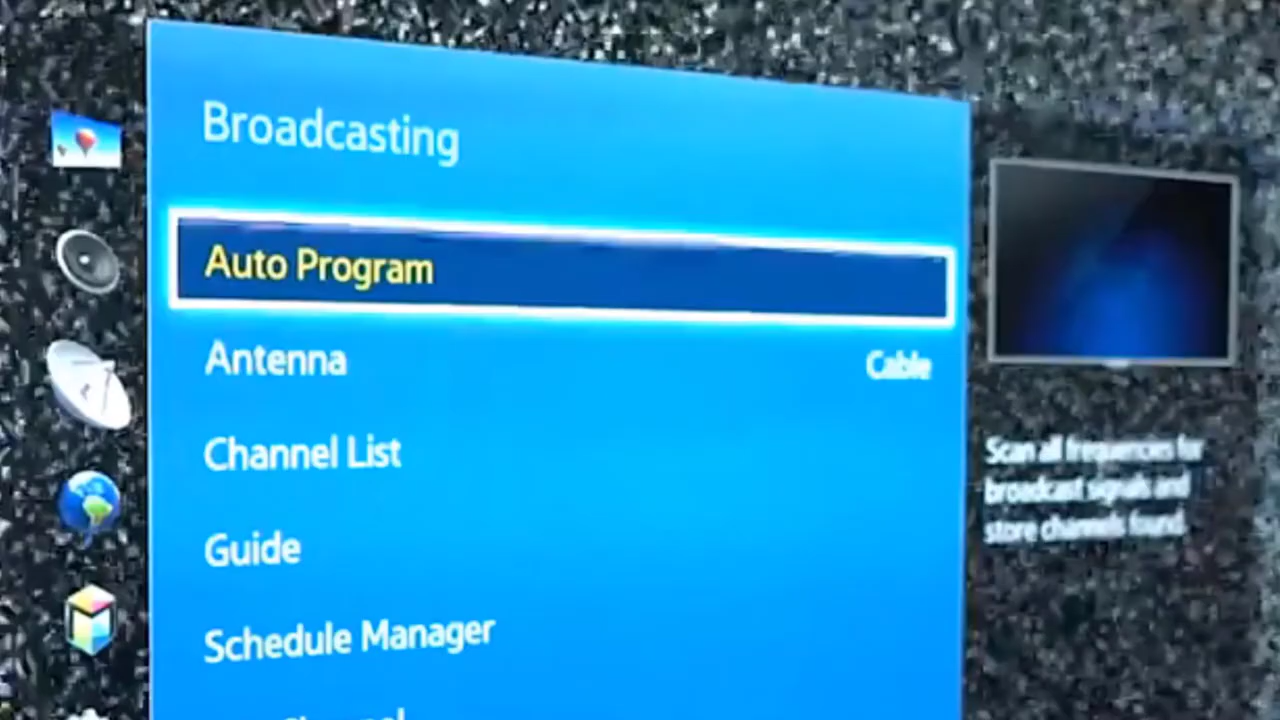 Broadcasting
Auto Program
Antenna Cable
Channel List
Guide
Schedule Manager
Channel
Scan all frequencies for
broadcast signals and
store channels found.